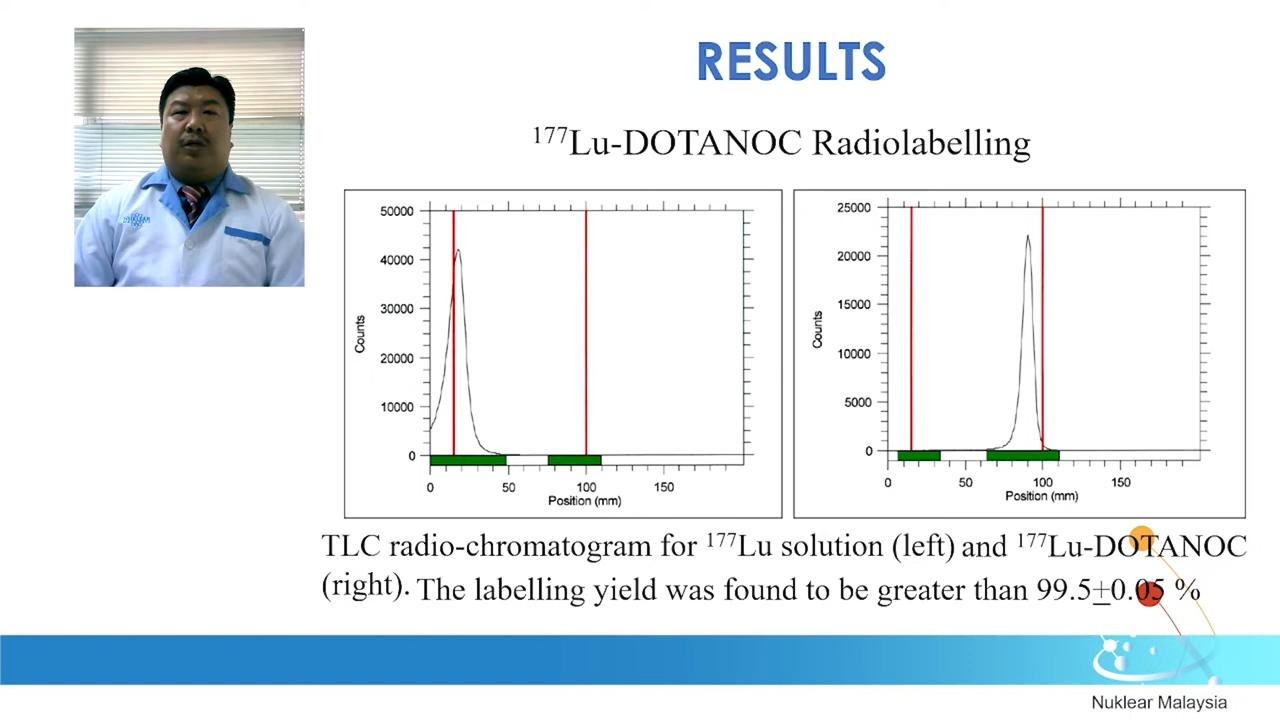 RESULTS
¹⁷⁷Lu-DOTANOC Radiolabelling
50000
40000
30000
20000
10000
0
Counts
0 50 100 150
Position (mm)
25000
20000
15000
10000
5000
0
Counts
0 50 100 150
Position (mm)
TLC radio-chromatogram for ¹⁷⁷Lu solution (left) and ¹⁷⁷Lu-DOTANOC
(right). The labelling yield was found to be greater than 99.5±0.05 %
Nuklear Malaysia